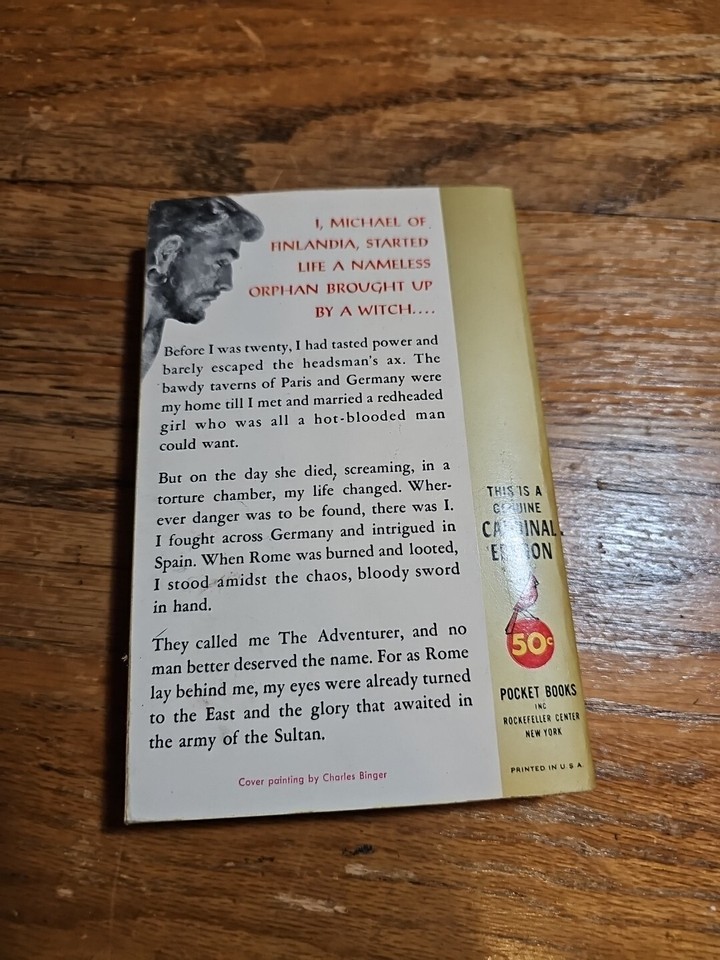 I, MICHAEL OF
FINLANDIA, STARTED
LIFE A NAMELESS
ORPHAN BROUGHT UP
BY A WITCH....
Before I was twenty, I had tasted power and
barely escaped the headsman's ax. The
bawdy taverns of Paris and Germany were
my home till I met and married a redheaded
girl who was all a hot-blooded man
could want.
But on the day she died, screaming, in a
torture chamber, my life changed. Wher-
ever danger was to be found, there was I.
I fought across Germany and intrigued in
Spain. When Rome was burned and looted,
I stood amidst the chaos, bloody sword
in hand.
They called me The Adventurer, and no
man better deserved the name. For as Rome
lay behind me, my eyes were already turned
to the East and the glory that awaited in
the army of the Sultan.
Cover painting by Charles Binger
THIS IS A
GENUINE
CARDINAL
EDITION
50c
POCKET BOOKS
INC
ROCKEFELLER CENTER
NEW YORK
PRINTED IN U.S.A.